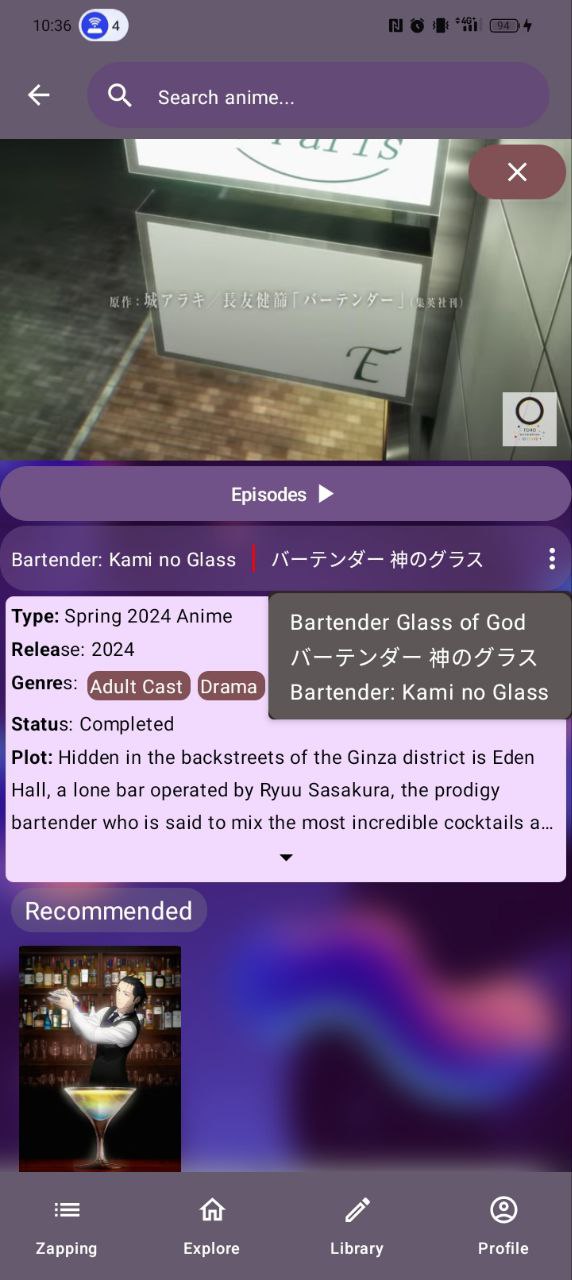 10:36
4
4G+
94
Search anime...
Paris
原作：城アラキ／長友健篩「バーテンダー」（集英社刊）
E
TOHO
Episodes
Bartender: Kami no Glass
バーテンダー 神のグラス
Type: Spring 2024 Anime
Release: 2024
Genres: Adult Cast Drama
Bartender Glass of God
バーテンダー 神のグラス
Bartender: Kami no Glass
Status: Completed
Plot: Hidden in the backstreets of the Ginza district is Eden
Hall, a lone bar operated by Ryuu Sasakura, the prodigy
bartender who is said to mix the most incredible cocktails a…
Recommended
Zapping
Explore
Library
Profile